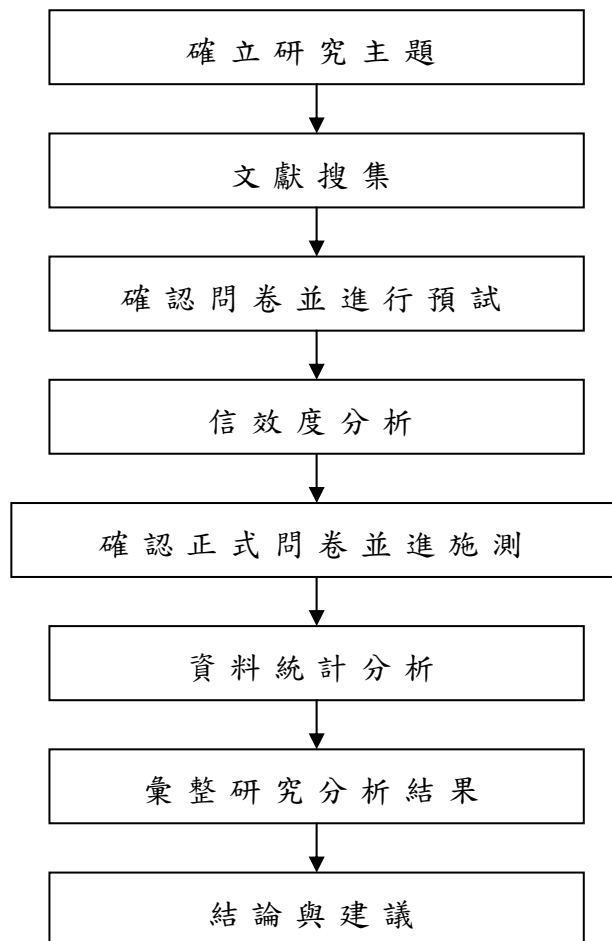 確立研究主題
文獻搜集
確認問卷並進行預試
信效度分析
確認正式問卷並進施測
資料統計分析
彙整研究分析結果
結論與建議